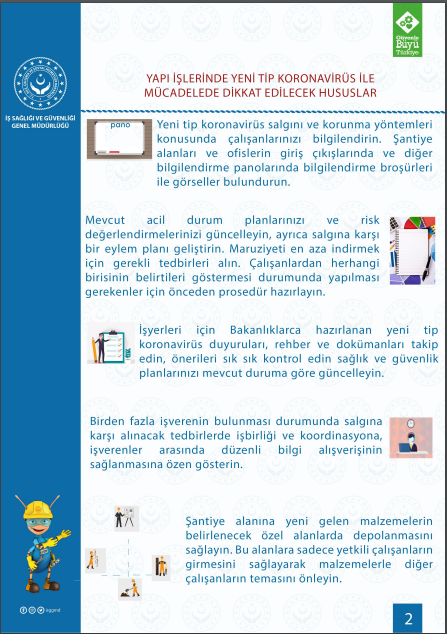 İŞ SAĞLIĞI VE GÜVENLİĞİ
GENEL MÜDÜRLÜĞÜ
Güvenle
Büyü
Türkiye
YAPI İŞLERİNDE YENİ TİP KORONAVİRÜS İLE
MÜCADELEDE DİKKAT EDİLECEK HUSUSLAR
pano
Yeni tip koronavirüs salgını ve korunma yöntemleri
konusunda çalışanlarınızı bilgilendirin. Şantiye
alanları ve ofislerin giriş çıkışlarında ve diğer
bilgilendirme panolarında bilgilendirme broşürleri
ile görseller bulundurun.
Mevcut acil durum planlarınızı ve risk
değerlendirmelerinizi güncelleyin, ayrıca salgına karşı
bir eylem planı geliştirin. Maruziyeti en aza indirmek
için gerekli tedbirleri alın. Çalışanlardan herhangi
birisinin belirtileri göstermesi durumunda yapılması
gerekenler için önceden prosedür hazırlayın.
İşyerleri için Bakanlıklarca hazırlanan yeni tip
koronavirüs duyuruları, rehber ve dokümanları takip
edin, önerileri sık sık kontrol edin sağlık ve güvenlik
planlarınızı mevcut duruma göre güncelleyin.
Birden fazla işverenin bulunması durumunda salgına
karşı alınacak tedbirlerde işbirliği ve koordinasyona,
işverenler arasında düzenli bilgi alışverişinin
sağlanmasına özen gösterin.
Şantiye alanına yeni gelen malzemelerin
belirlenecek özel alanlarda depolanmasını
sağlayın. Bu alanlara sadece yetkili çalışanların
girmesini sağlayarak malzemelerle diğer
çalışanların temasını önleyin.
isggmd
2